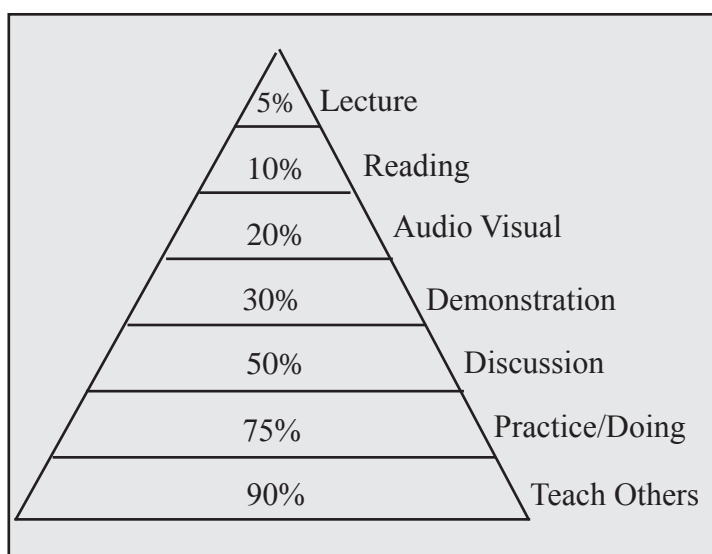 5% Lecture
10% Reading
20% Audio Visual
30% Demonstration
50% Discussion
75% Practice/Doing
90% Teach Others